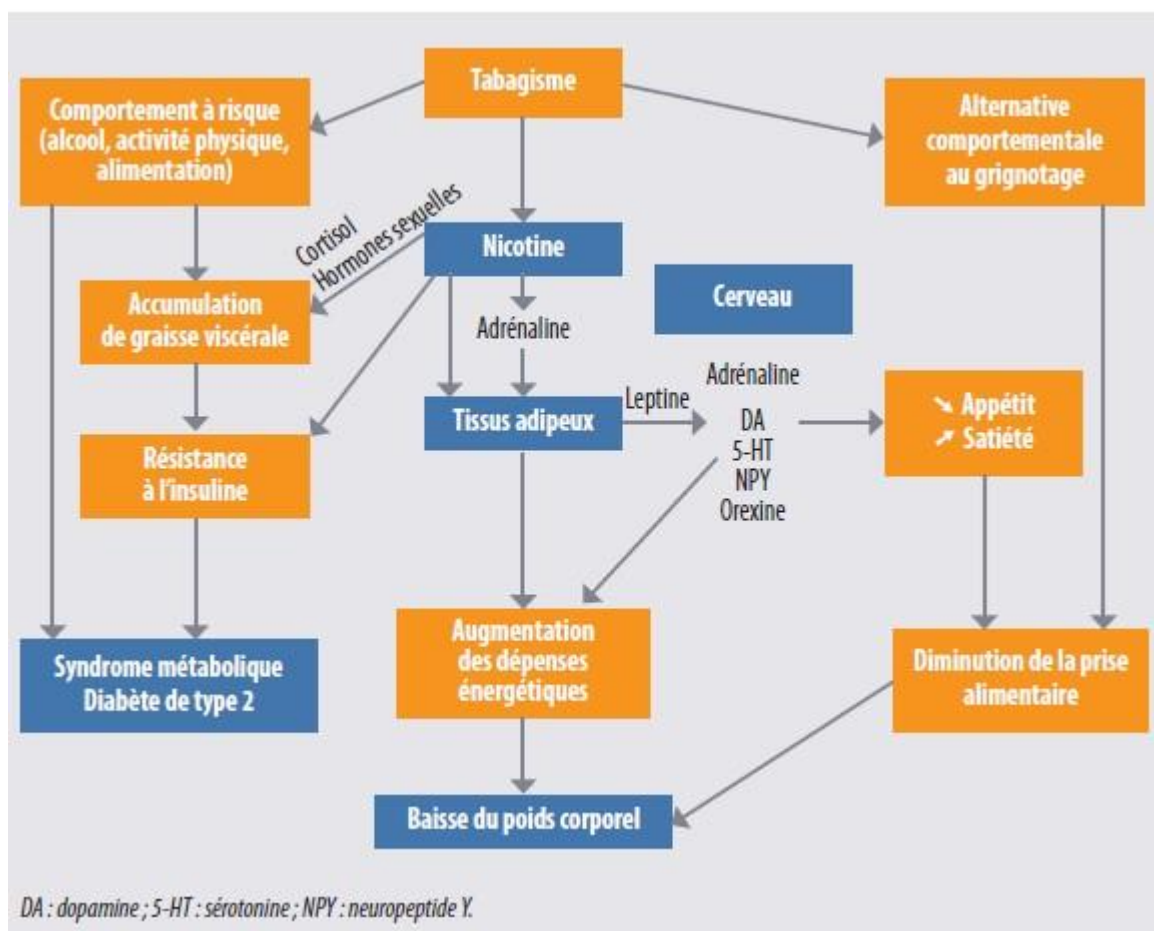 Tabagisme
Comportement à risque
(alcool, activité physique,
alimentation)
Alternative
comportementale
au grignotage
Cortisol
Hormones sexuelles
Nicotine
Cerveau
Accumulation
de graisse viscérale
Adrénaline
Adrénaline
Leptine
Tissus adipeux
DA
5-HT
NPY
Orexine
↘ Appétit
↗ Satiété
Résistance
à l'insuline
Augmentation
des dépenses
énergétiques
Syndrome métabolique
Diabète de type 2
Diminution de la prise
alimentaire
Baisse du poids corporel
DA : dopamine ; 5-HT : sérotonine ; NPY : neuropeptide Y.